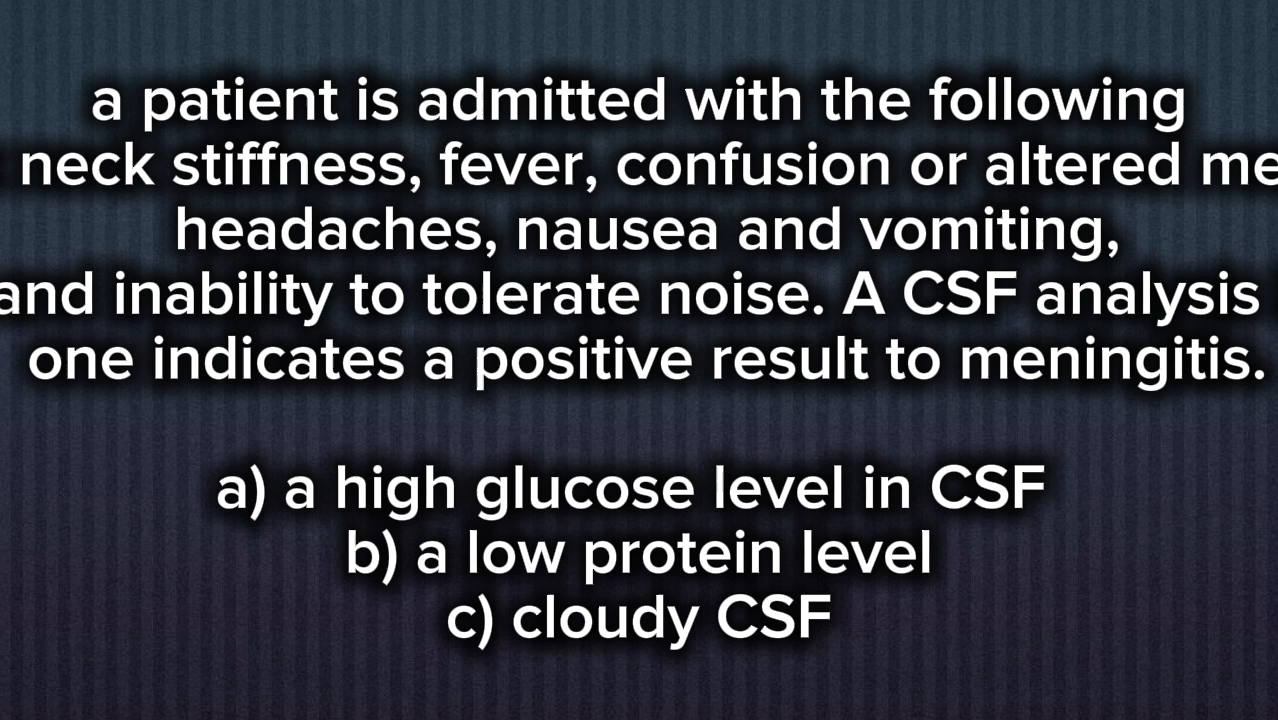 a patient is admitted with the following
neck stiffness, fever, confusion or altered
headaches, nausea and vomiting,
and inability to tolerate noise. A CSF analysis
one indicates a positive result to meningitis.
a) a high glucose level in CSF
b) a low protein level
c) cloudy CSF